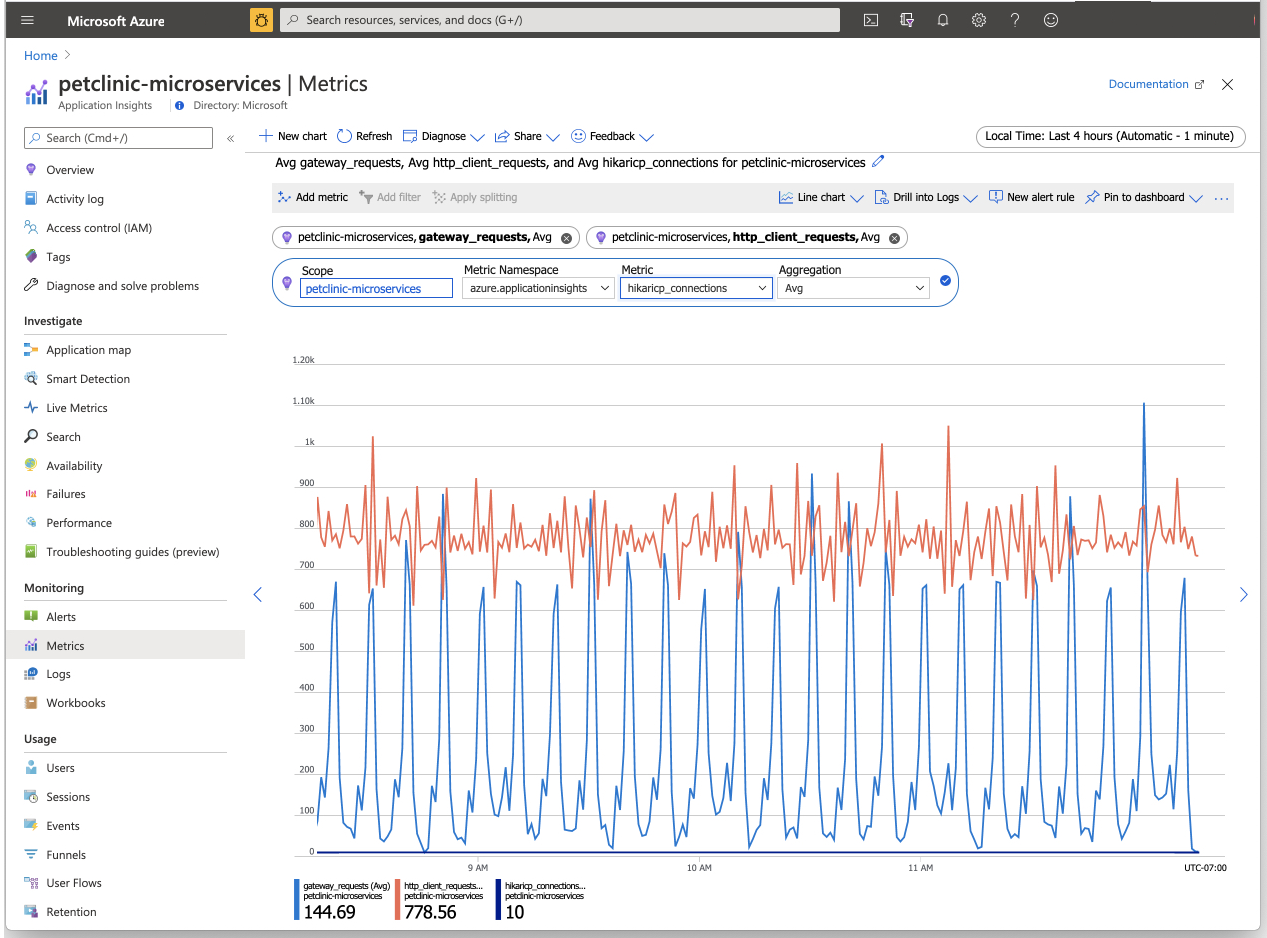 Microsoft Azure
Search resources, services, and docs (G+/)
Home
petclinic-microservices | Metrics
Application Insights
Directory: Microsoft
Documentation
Search (Cmd+/)
«
New chart
Refresh
Diagnose
Share
Feedback
Local Time: Last 4 hours (Automatic - 1 minute)
Avg gateway_requests, Avg http_client_requests, and Avg hikaricp_connections for petclinic-microservices
Add metric
Add filter
Apply splitting
Line chart
Drill into Logs
New alert rule
Pin to dashboard
...
petclinic-microservices, gateway_requests, Avg
petclinic-microservices, http_client_requests, Avg
Scope
petclinic-microservices
Metric Namespace
azure.applicationinsights
Metric
hikaricp_connections
Aggregation
Avg
Overview
Activity log
Access control (IAM)
Tags
Diagnose and solve problems
Investigate
Application map
Smart Detection
Live Metrics
Search
Availability
Failures
Performance
Troubleshooting guides (preview)
Monitoring
Alerts
Metrics
Logs
Workbooks
Usage
Users
Sessions
Events
Funnels
User Flows
Retention
1.20k
1.10k
1k
900
800
700
600
500
400
300
200
100
0
9 AM
10 AM
11 AM
UTC-07:00
gateway_requests (Avg)
petclinic-microservices
144.69
http_client_requests...
petclinic-microservices
778.56
hikaricp_connections...
petclinic-microservices
10